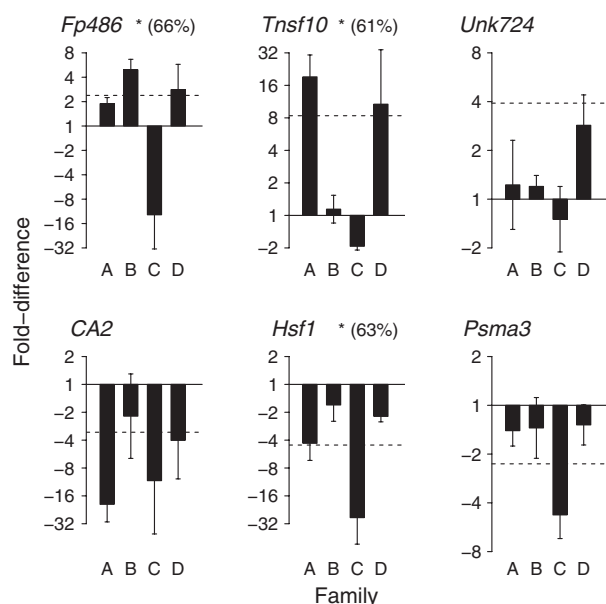 Fp486 * (66%)
Tnsf10 * (61%)
Unk724
8
4
2
1
−2
−4
−8
−16
−32
32
16
8
4
2
1
−2
8
4
2
1
−2
A B C D
A B C D
A B C D
Fold−difference
CA2
Hsf1 * (63%)
Psma3
2
1
−2
−4
−8
−16
−32
2
1
−2
−4
−8
−16
−32
2
1
−2
−4
−8
A B C D
A B C D
A B C D
Family